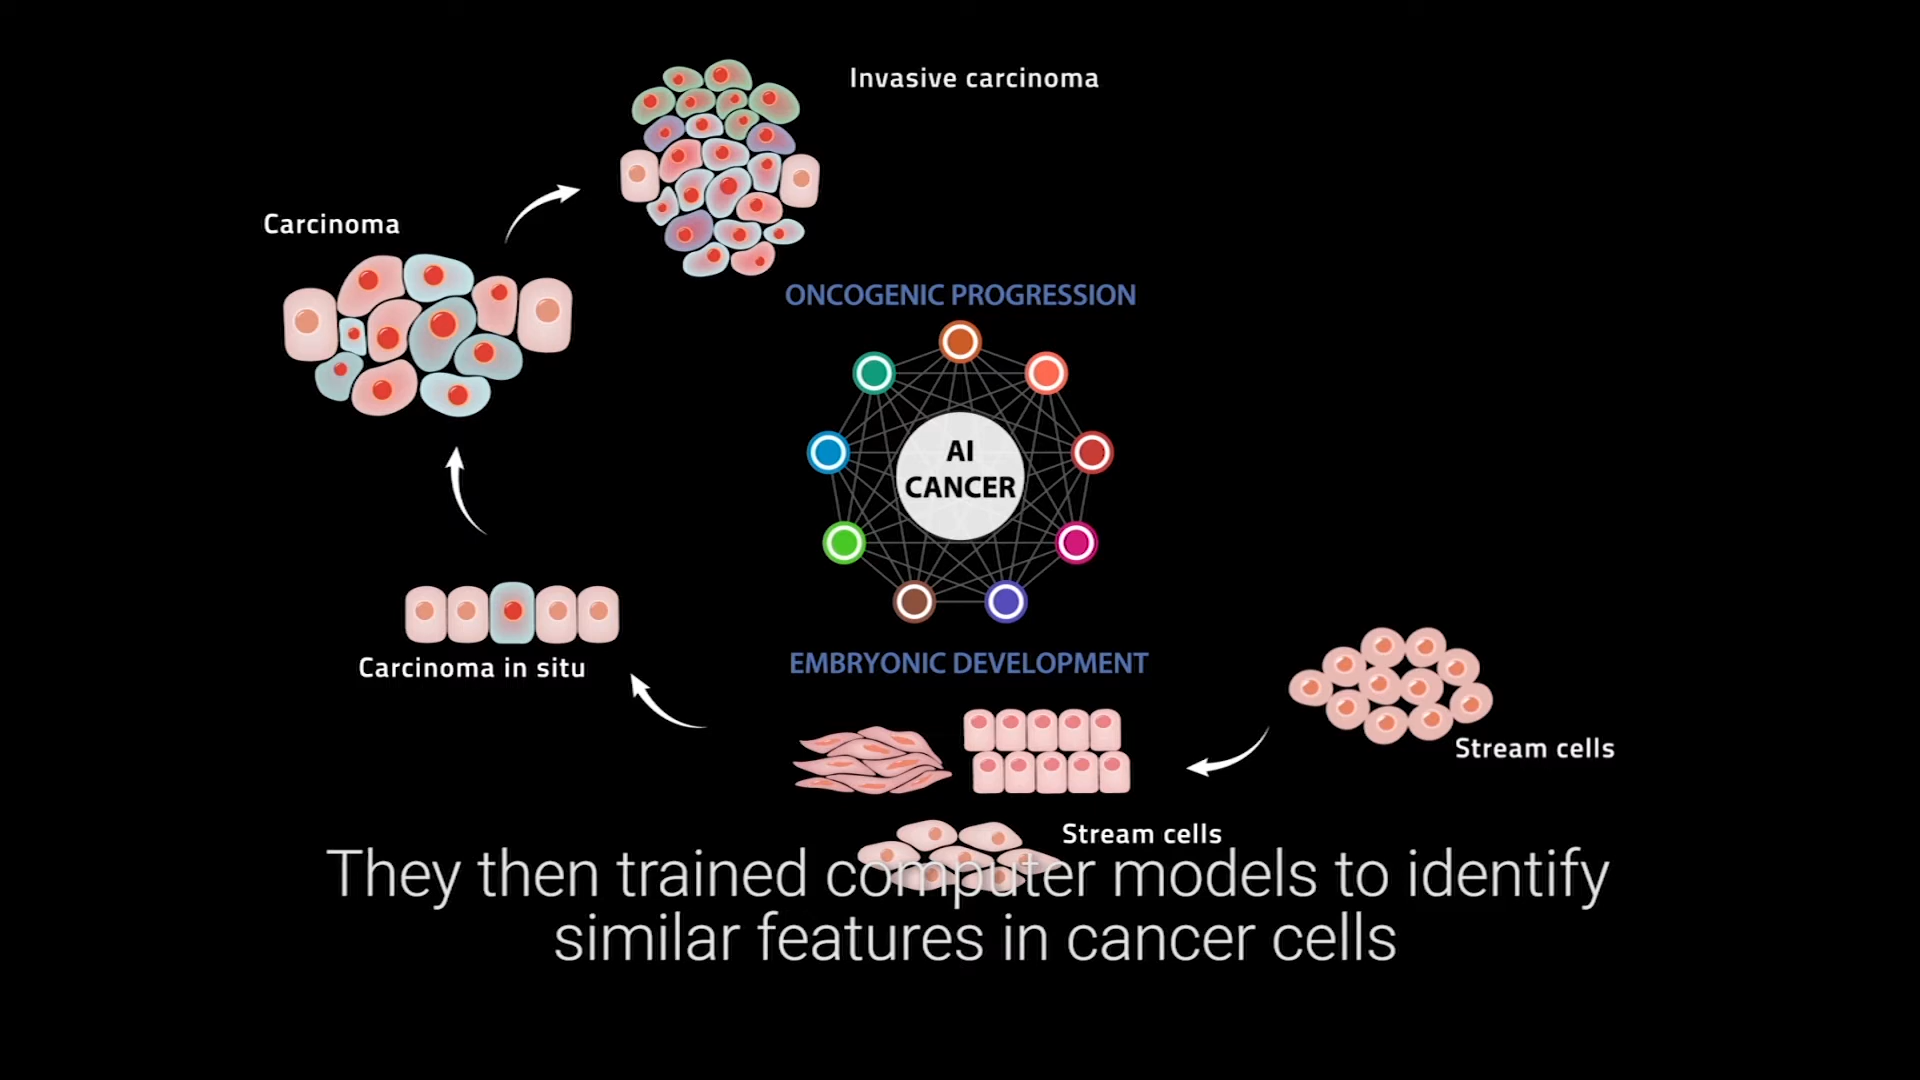 Invasive carcinoma
Carcinoma
ONCOGENIC PROGRESSION
AI
CANCER
Carcinoma in situ
EMBRYONIC DEVELOPMENT
Stream cells
Stream cells
They then trained computer models to identify
similar features in cancer cells